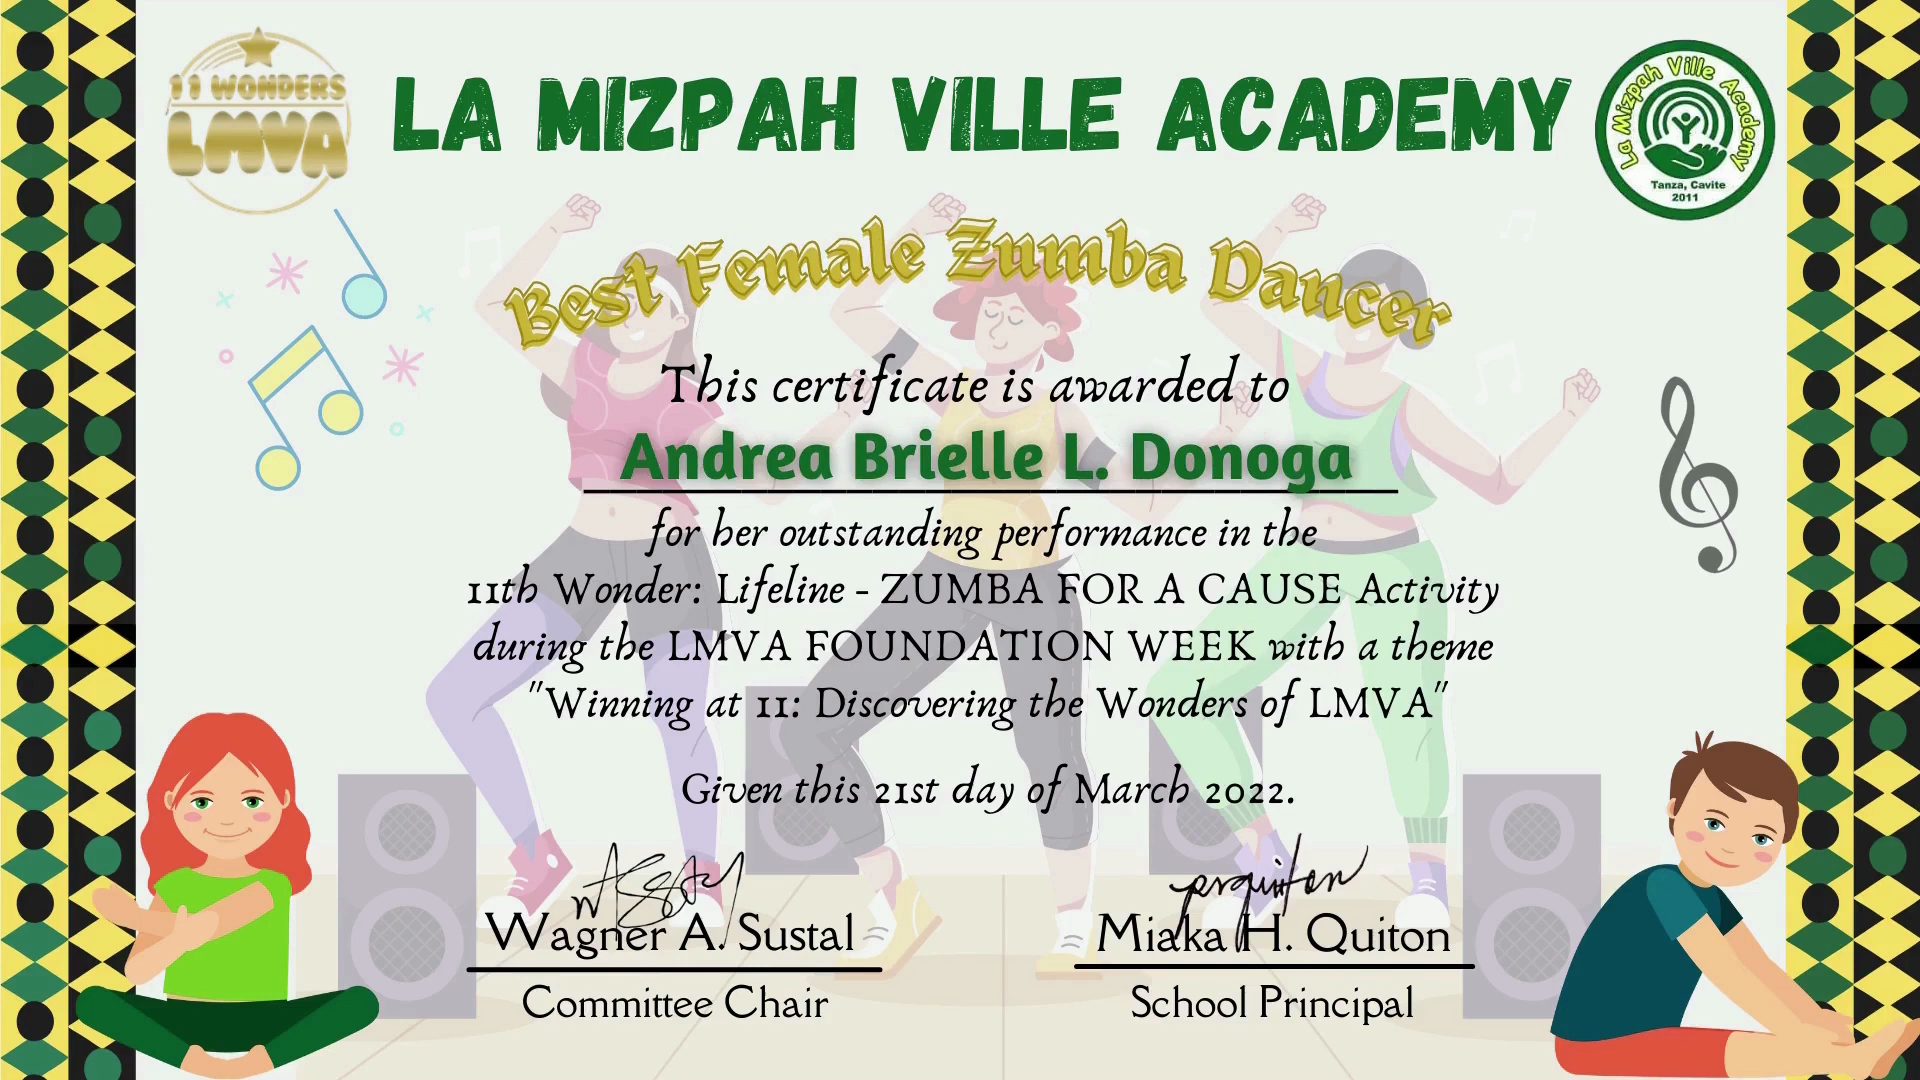 11 WONDERS
LMVA
LA MIZPAH VILLE ACADEMY
La Mizpah Ville Academy
Tanza, Cavite
2011
Best Female Zumba Dancer
This certificate is awarded to
Andrea Brielle L. Donoga
for her outstanding performance in the
11th Wonder: Lifeline - ZUMBA FOR A CAUSE Activity
during the LMVA FOUNDATION WEEK with a theme
"Winning at 11: Discovering the Wonders of LMVA"
Given this 21st day of March 2022.
Wagner A. Sustal
Committee Chair
Miaka H. Quiton
School Principal